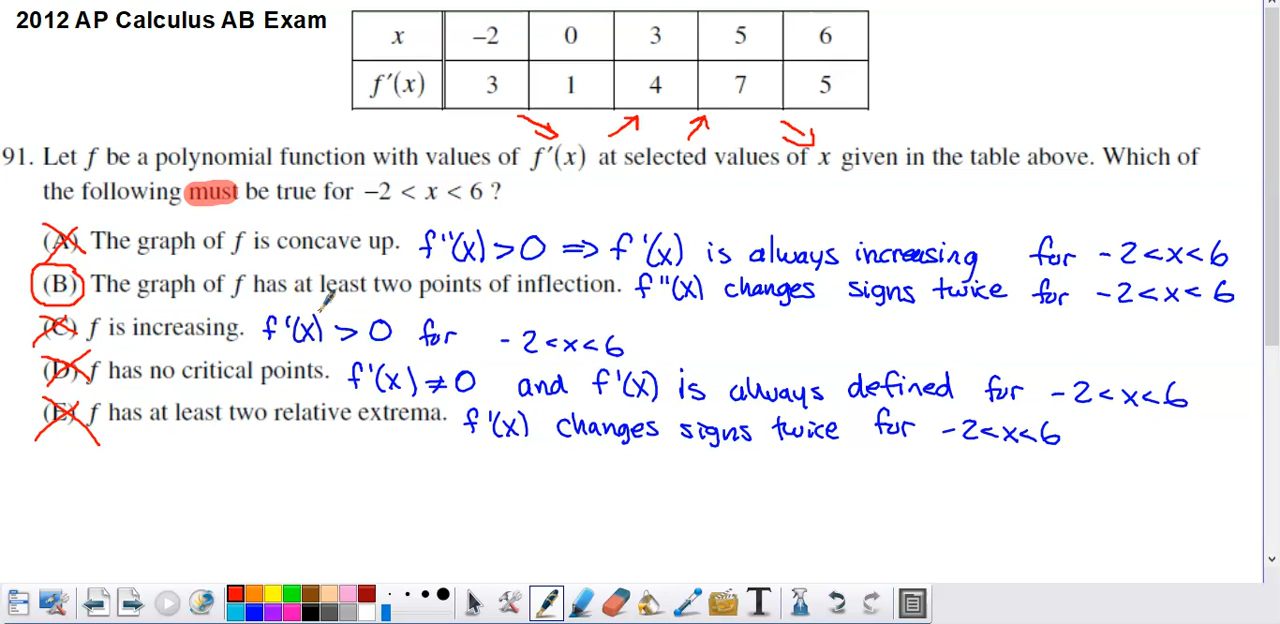 2012 AP Calculus AB Exam
x −2 0 3 5 6
f′(x) 3 1 4 7 5
91. Let f be a polynomial function with values of f′(x) at selected values of x given in the table above. Which of
the following must be true for −2 < x < 6 ?
(A) The graph of f is concave up. f''(x) > 0 ⇒ f'(x) is always increasing for -2<x<6
(B) The graph of f has at least two points of inflection. f''(x) changes signs twice for -2<x<6
(C) f is increasing. f'(x) > 0 for -2<x<6
(D) f has no critical points. f'(x) ≠ 0 and f'(x) is always defined for -2<x<6
(E) f has at least two relative extrema. f'(x) changes signs twice for -2<x<6
T